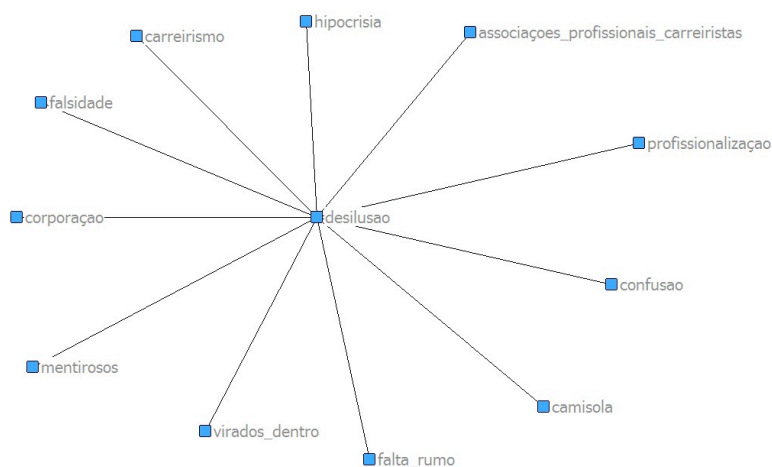 hipocrisia
associaçoes_profissionais_carreiristas
carreirismo
falsidade
profissionalizaçao
corporaçao
desilusao
confusao
mentirosos
camisola
virados_dentro
falta_rumo